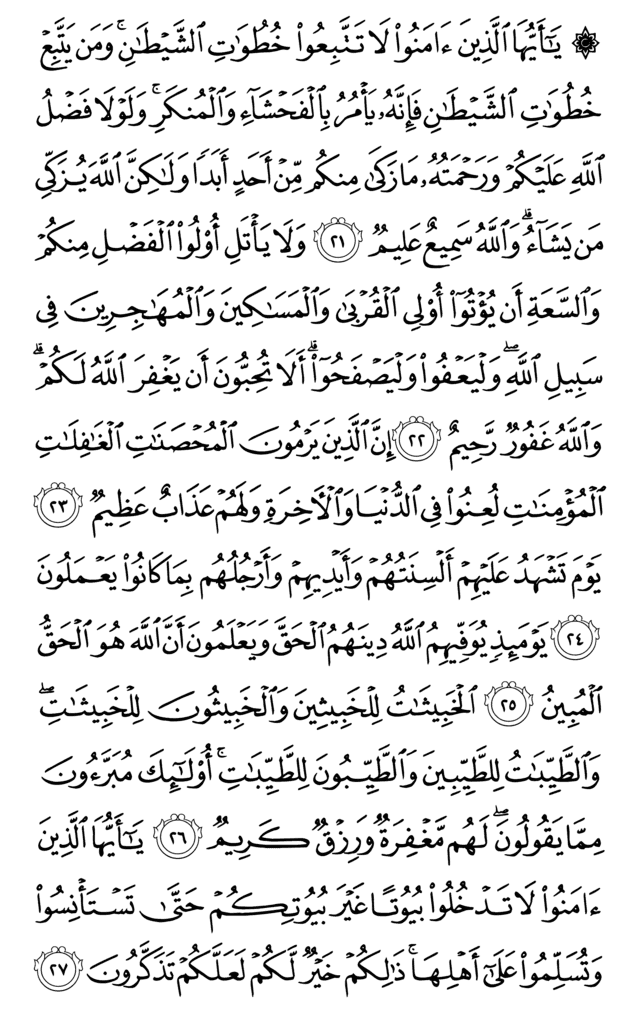 ۞ يَٰٓأَيُّهَا ٱلَّذِينَ ءَامَنُوا۟ لَا تَتَّبِعُوا۟ خُطُوَٰتِ ٱلشَّيْطَٰنِ ۚ وَمَن يَتَّبِعْ
خُطُوَٰتِ ٱلشَّيْطَٰنِ فَإِنَّهُۥ يَأْمُرُ بِٱلْفَحْشَآءِ وَٱلْمُنكَرِ ۚ وَلَوْلَا فَضْلُ
ٱللَّهِ عَلَيْكُمْ وَرَحْمَتُهُۥ مَا زَكَىٰ مِنكُم مِّنْ أَحَدٍ أَبَدًا وَلَٰكِنَّ ٱللَّهَ يُزَكِّى
مَن يَشَآءُ ۗ وَٱللَّهُ سَمِيعٌ عَلِيمٌ ٢١ وَلَا يَأْتَلِ أُو۟لُوا۟ ٱلْفَضْلِ مِنكُمْ
وَٱلسَّعَةِ أَن يُؤْتُوٓا۟ أُو۟لِى ٱلْقُرْبَىٰ وَٱلْمَسَٰكِينَ وَٱلْمُهَٰجِرِينَ فِى
سَبِيلِ ٱللَّهِ ۖ وَلْيَعْفُوا۟ وَلْيَصْفَحُوٓا۟ ۗ أَلَا تُحِبُّونَ أَن يَغْفِرَ ٱللَّهُ لَكُمْ ۗ
وَٱللَّهُ غَفُورٌ رَّحِيمٌ ٢٢ إِنَّ ٱلَّذِينَ يَرْمُونَ ٱلْمُحْصَنَٰتِ ٱلْغَٰفِلَٰتِ
ٱلْمُؤْمِنَٰتِ لُعِنُوا۟ فِى ٱلدُّنْيَا وَٱلْءَاخِرَةِ وَلَهُمْ عَذَابٌ عَظِيمٌ ٢٣
يَوْمَ تَشْهَدُ عَلَيْهِمْ أَلْسِنَتُهُمْ وَأَيْدِيهِمْ وَأَرْجُلُهُم بِمَا كَانُوا۟ يَعْمَلُونَ
٢٤ يَوْمَئِذٍ يُوَفِّيهِمُ ٱللَّهُ دِينَهُمُ ٱلْحَقَّ وَيَعْلَمُونَ أَنَّ ٱللَّهَ هُوَ ٱلْحَقُّ
ٱلْمُبِينُ ٢٥ ٱلْخَبِيثَٰتُ لِلْخَبِيثِينَ وَٱلْخَبِيثُونَ لِلْخَبِيثَٰتِ ۖ
وَٱلطَّيِّبَٰتُ لِلطَّيِّبِينَ وَٱلطَّيِّبُونَ لِلطَّيِّبَٰتِ ۚ أُو۟لَٰٓئِكَ مُبَرَّءُونَ
مِمَّا يَقُولُونَ ۖ لَهُم مَّغْفِرَةٌ وَرِزْقٌ كَرِيمٌ ٢٦ يَٰٓأَيُّهَا ٱلَّذِينَ
ءَامَنُوا۟ لَا تَدْخُلُوا۟ بُيُوتًا غَيْرَ بُيُوتِكُمْ حَتَّىٰ تَسْتَأْنِسُوا۟
وَتُسَلِّمُوا۟ عَلَىٰٓ أَهْلِهَا ۚ ذَٰلِكُمْ خَيْرٌ لَّكُمْ لَعَلَّكُمْ تَذَكَّرُونَ ٢٧